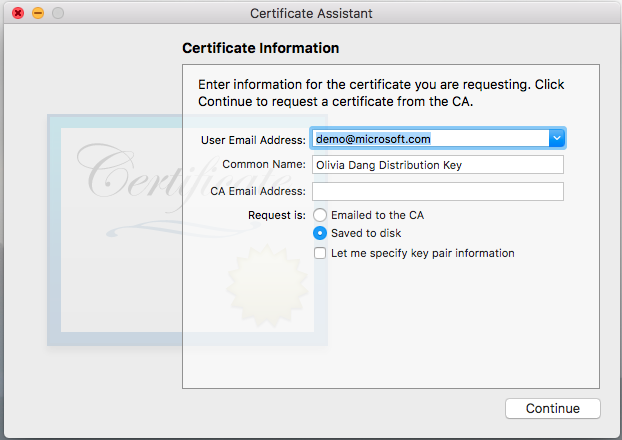 Certificate Assistant
Certificate Information
Enter information for the certificate you are requesting. Click
Continue to request a certificate from the CA.
Certificate
User Email Address: demo@microsoft.com
Common Name: Olivia Dang Distribution Key
CA Email Address:
Request is: Emailed to the CA
Saved to disk
Let me specify key pair information
Continue